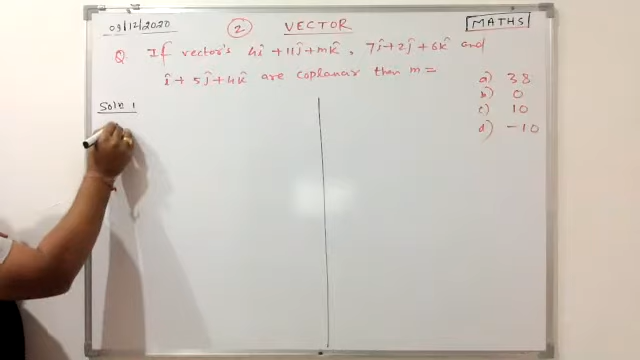 03/12/2020
2
VECTOR
MATHS
Q. If vector's 4î + 11ĵ + mk̂, 7î + 2ĵ + 6k̂ and
î + 5ĵ + 4k̂ are coplanar then m =
a) 38
b) 0
c) 10
d) -10
Soln 1